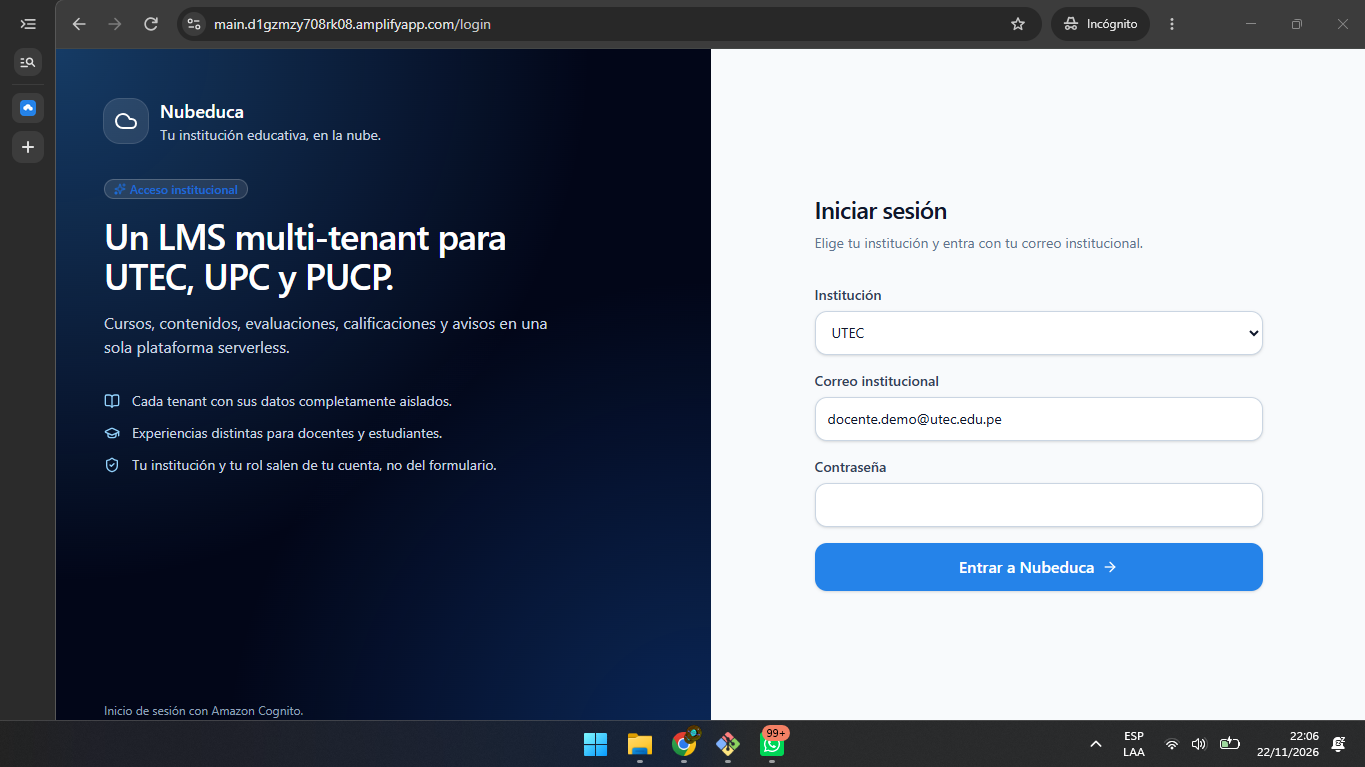 main.d1gzmzy708rk08.amplifyapp.com/login
Incógnito
Nubeduca
Tu institución educativa, en la nube.
Acceso institucional
Un LMS multi-tenant para
UTEC, UPC y PUCP.
Cursos, contenidos, evaluaciones, calificaciones y avisos en una
sola plataforma serverless.
Cada tenant con sus datos completamente aislados.
Experiencias distintas para docentes y estudiantes.
Tu institución y tu rol salen de tu cuenta, no del formulario.
Inicio de sesión con Amazon Cognito.
Iniciar sesión
Elige tu institución y entra con tu correo institucional.
Institución
UTEC
Correo institucional
docente.demo@utec.edu.pe
Contraseña
Entrar a Nubeduca
99+
ESP
LAA
22:06
22/11/2026